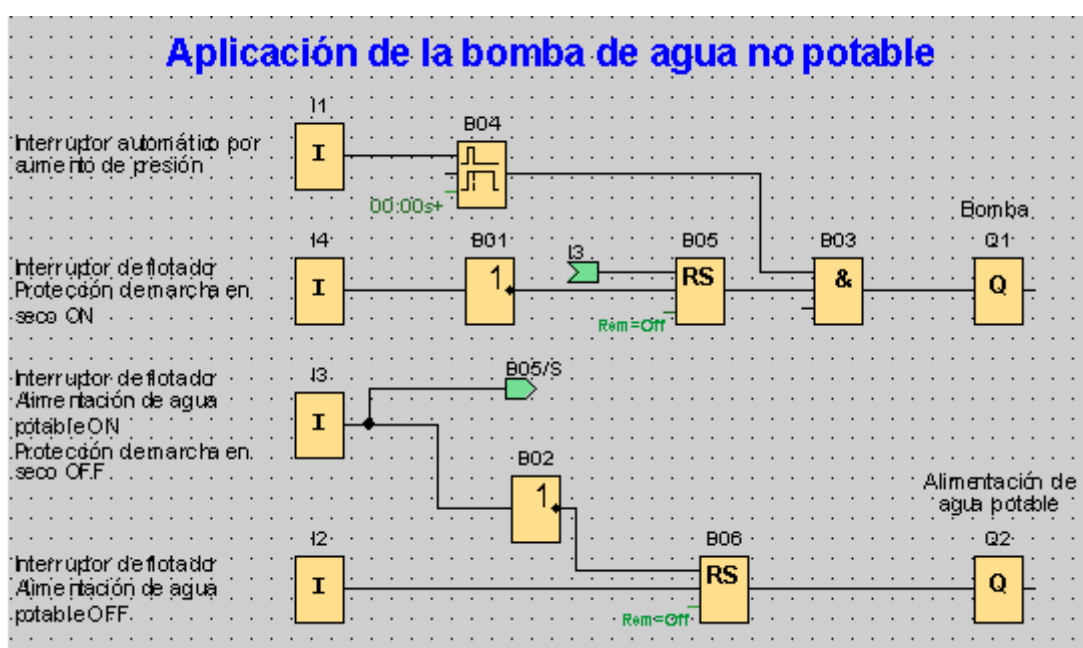 Aplicación de la bomba de agua no potable
I1
Interruptor automático por
aumento de presión
I
B04
00:00s+
Bomba
I4
B01
I3
B05
B03
Q1
Interruptor de flotador
Protección de marcha en
seco ON
I
1
RS
&
Q
Rem=Off
Interruptor de flotador
Alimentación de agua
potable ON
Protección de marcha en
seco OFF
I3
I
B05/S
B02
1
Alimentación de
agua potable
I2
B06
Q2
Interruptor de flotador
Alimentación de agua
potable OFF
I
RS
Q
Rem=Off